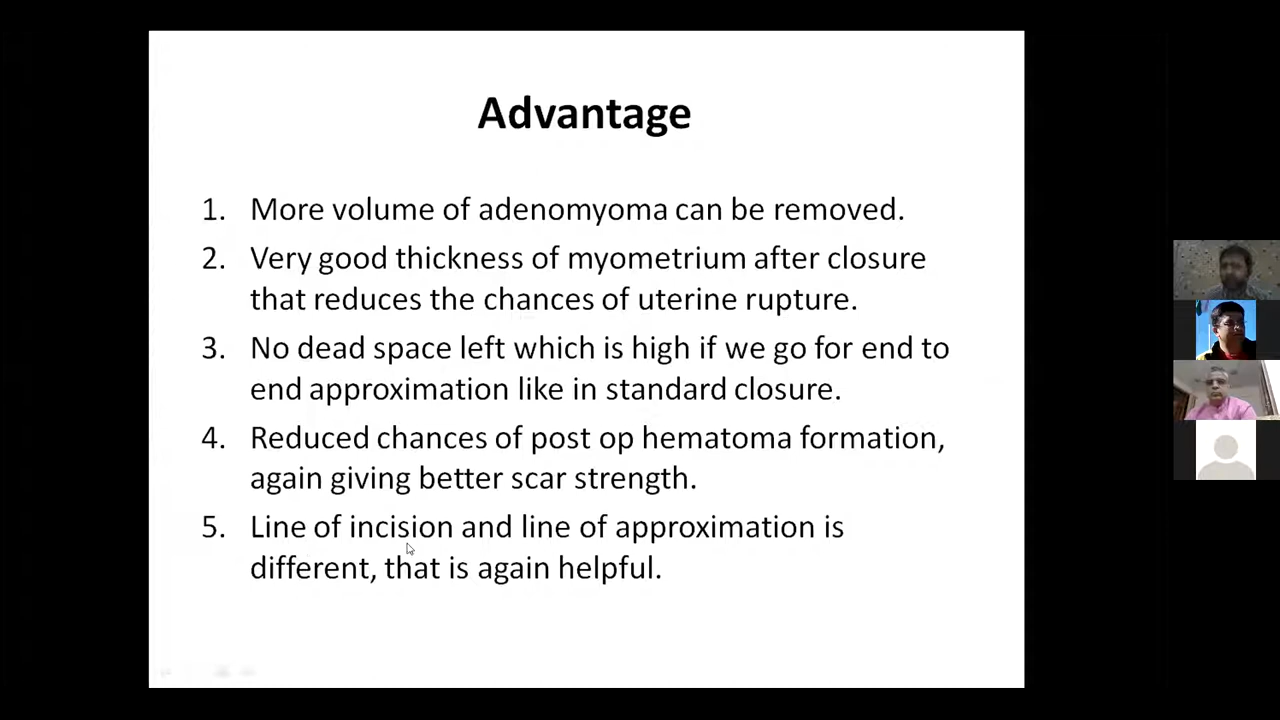 Advantage
1. More volume of adenomyoma can be removed.
2. Very good thickness of myometrium after closure
that reduces the chances of uterine rupture.
3. No dead space left which is high if we go for end to
end approximation like in standard closure.
4. Reduced chances of post op hematoma formation,
again giving better scar strength.
5. Line of incision and line of approximation is
different, that is again helpful.